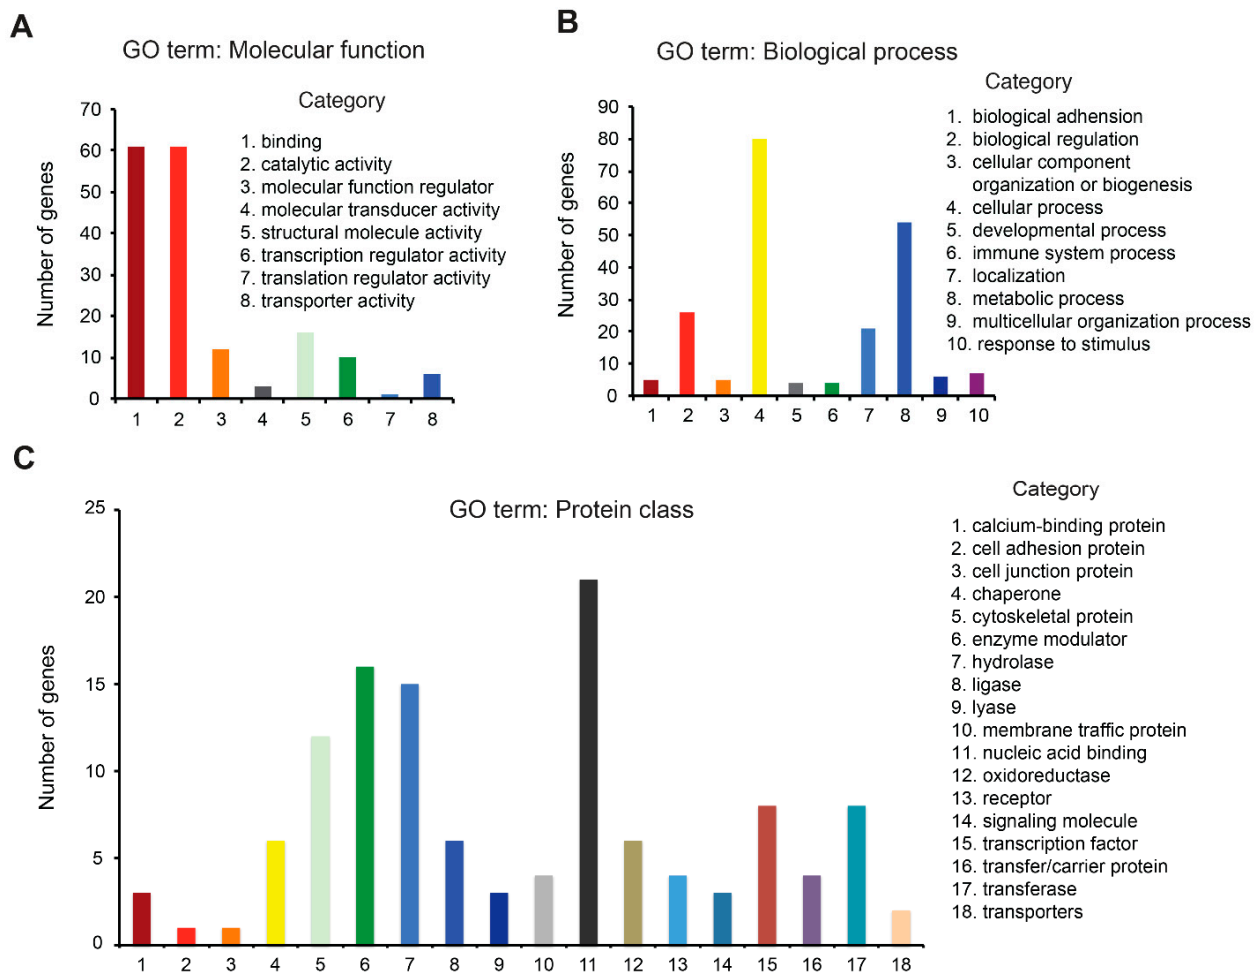 A
GO term: Molecular function
Category
Number of genes
70
60
50
40
30
20
10
0
1 2 3 4 5 6 7 8
1. binding
2. catalytic activity
3. molecular function regulator
4. molecular transducer activity
5. structural molecule activity
6. transcription regulator activity
7. translation regulator activity
8. transporter activity
B
GO term: Biological process
Category
Number of genes
90
80
70
60
50
40
30
20
10
0
1 2 3 4 5 6 7 8 9 10
1. biological adhension
2. biological regulation
3. cellular component
organization or biogenesis
4. cellular process
5. developmental process
6. immune system process
7. localization
8. metabolic process
9. multicellular organization process
10. response to stimulus
C
GO term: Protein class
Category
Number of genes
25
20
15
10
5
0
1 2 3 4 5 6 7 8 9 10 11 12 13 14 15 16 17 18
1. calcium-binding protein
2. cell adhesion protein
3. cell junction protein
4. chaperone
5. cytoskeletal protein
6. enzyme modulator
7. hydrolase
8. ligase
9. lyase
10. membrane traffic protein
11. nucleic acid binding
12. oxidoreductase
13. receptor
14. signaling molecule
15. transcription factor
16. transfer/carrier protein
17. transferase
18. transporters